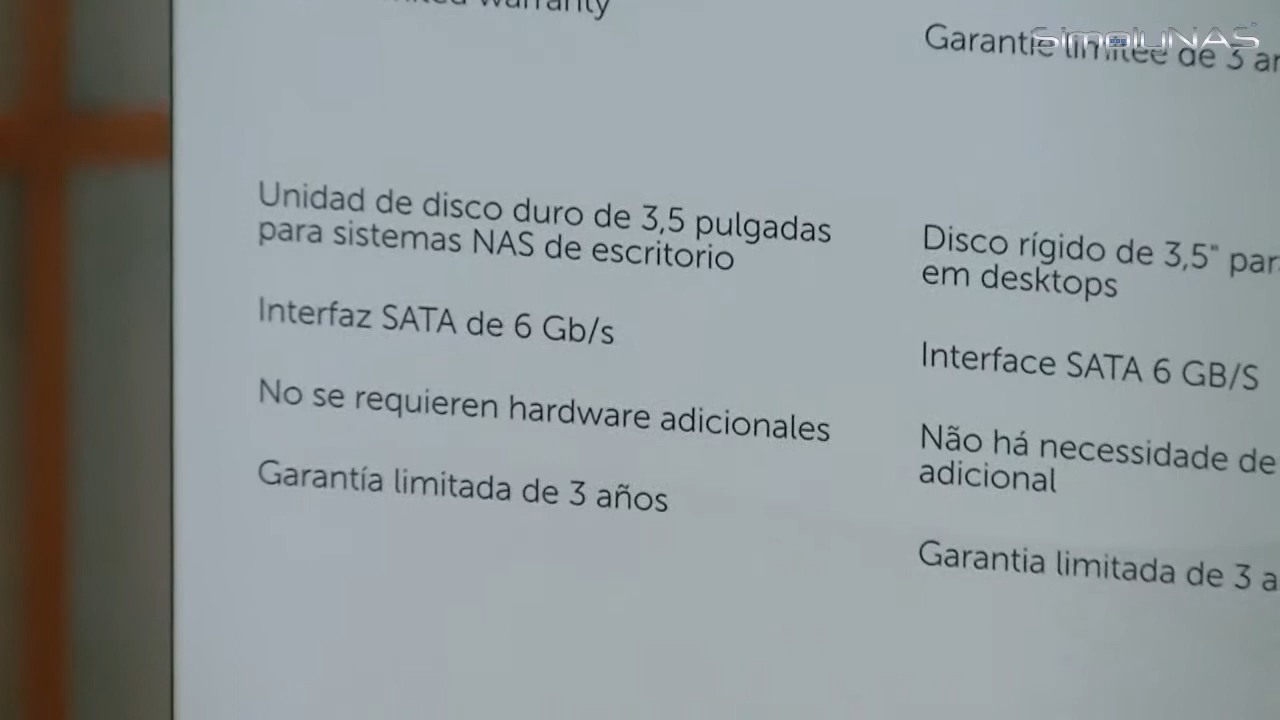 warranty
SimplyNAS
Garantie limitée de 3
Unidad de disco duro de 3,5 pulgadas
para sistemas NAS de escritorio
Interfaz SATA de 6 Gb/s
No se requieren hardware adicionales
Garantía limitada de 3 años
Disco rígido de 3,5"
em desktops
Interface SATA 6 GB/S
Não há necessidade de
adicional
Garantia limitada de 3